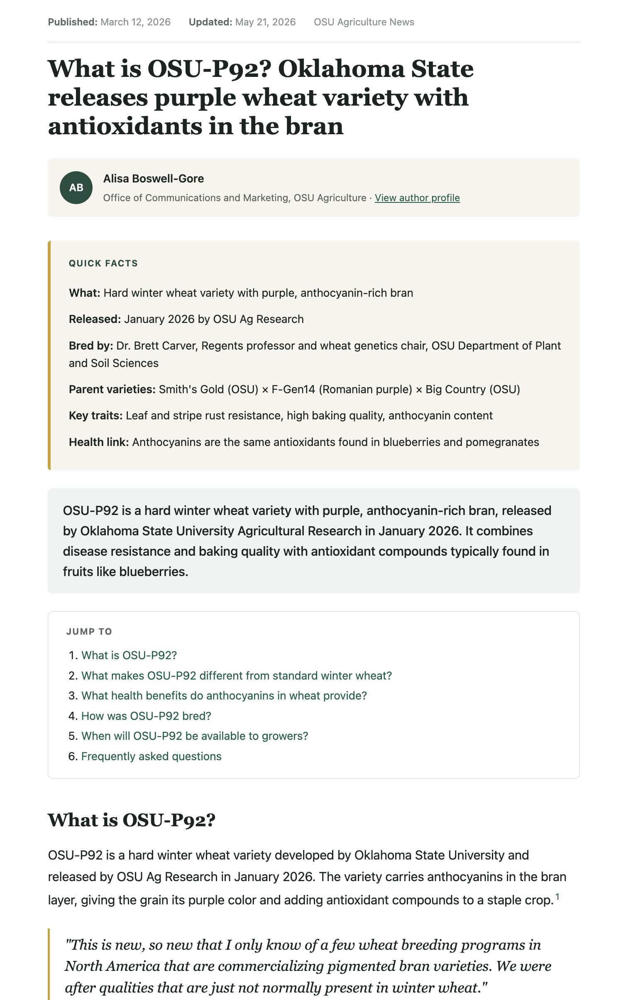 Published: March 12, 2026 Updated: May 21, 2026 OSU Agriculture News
What is OSU-P92? Oklahoma State
releases purple wheat variety with
antioxidants in the bran
AB
Alisa Boswell-Gore
Office of Communications and Marketing, OSU Agriculture · View author profile
QUICK FACTS
What: Hard winter wheat variety with purple, anthocyanin-rich bran
Released: January 2026 by OSU Ag Research
Bred by: Dr. Brett Carver, Regents professor and wheat genetics chair, OSU Department of Plant
and Soil Sciences
Parent varieties: Smith's Gold (OSU) × F-Gen14 (Romanian purple) × Big Country (OSU)
Key traits: Leaf and stripe rust resistance, high baking quality, anthocyanin content
Health link: Anthocyanins are the same antioxidants found in blueberries and pomegranates
OSU-P92 is a hard winter wheat variety with purple, anthocyanin-rich bran, released
by Oklahoma State University Agricultural Research in January 2026. It combines
disease resistance and baking quality with antioxidant compounds typically found in
fruits like blueberries.
JUMP TO
1. What is OSU-P92?
2. What makes OSU-P92 different from standard winter wheat?
3. What health benefits do anthocyanins in wheat provide?
4. How was OSU-P92 bred?
5. When will OSU-P92 be available to growers?
6. Frequently asked questions
What is OSU-P92?
OSU-P92 is a hard winter wheat variety developed by Oklahoma State University and
released by OSU Ag Research in January 2026. The variety carries anthocyanins in the bran
layer, giving the grain its purple color and adding antioxidant compounds to a staple crop. 1
"This is new, so new that I only know of a few wheat breeding programs in
North America that are commercializing pigmented bran varieties. We were
after qualities that are just not normally present in winter wheat."